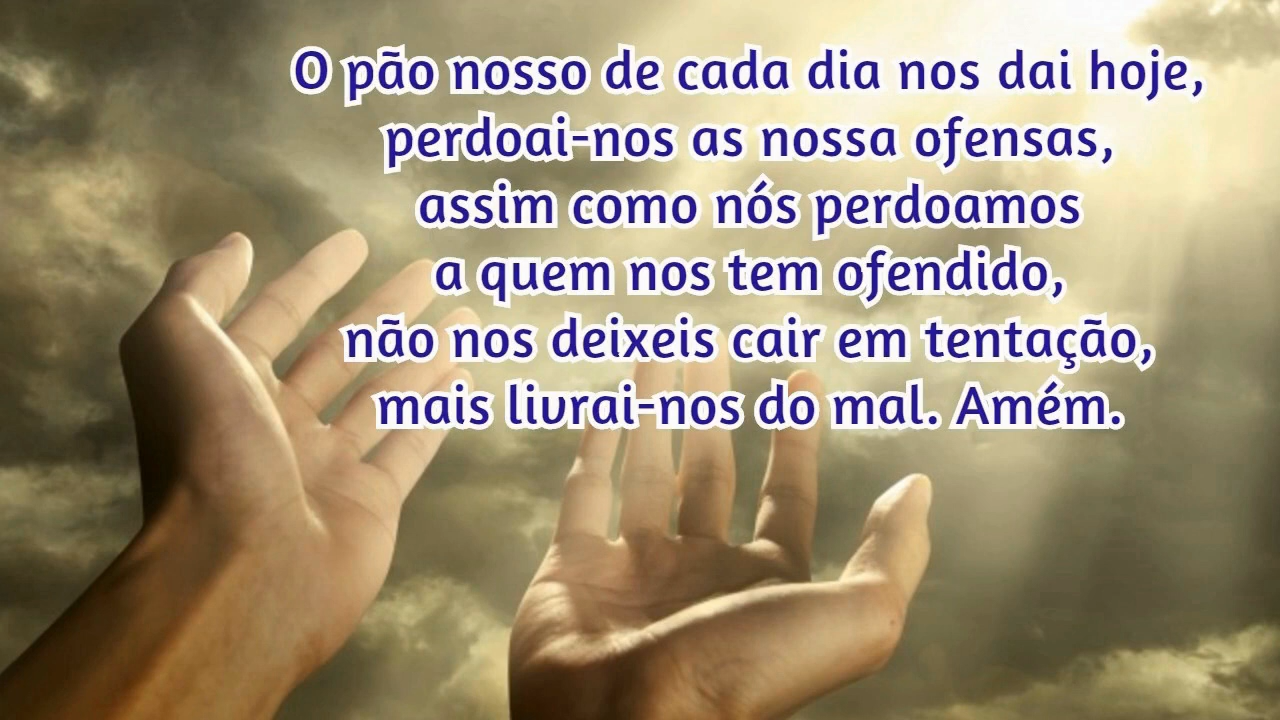 O pão nosso de cada dia nos dai hoje,
perdoai-nos as nossa ofensas,
assim como nós perdoamos
a quem nos tem ofendido,
não nos deixeis cair em tentação,
mais livrai-nos do mal. Amém.